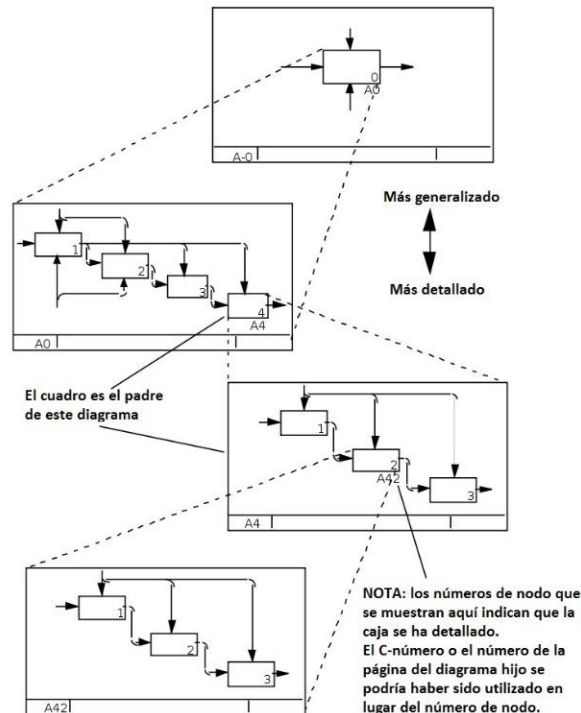 0
A0
A-0
Más generalizado
Más detallado
1
2
3
4
A4
A0
El cuadro es el padre
de este diagrama
1
2
A42
3
A4
NOTA: los números de nodo que
se muestran aquí indican que la
caja se ha detallado.
El C-número o el número de la
página del diagrama hijo se
podría haber sido utilizado en
lugar del número de nodo.
1
2
3
A42